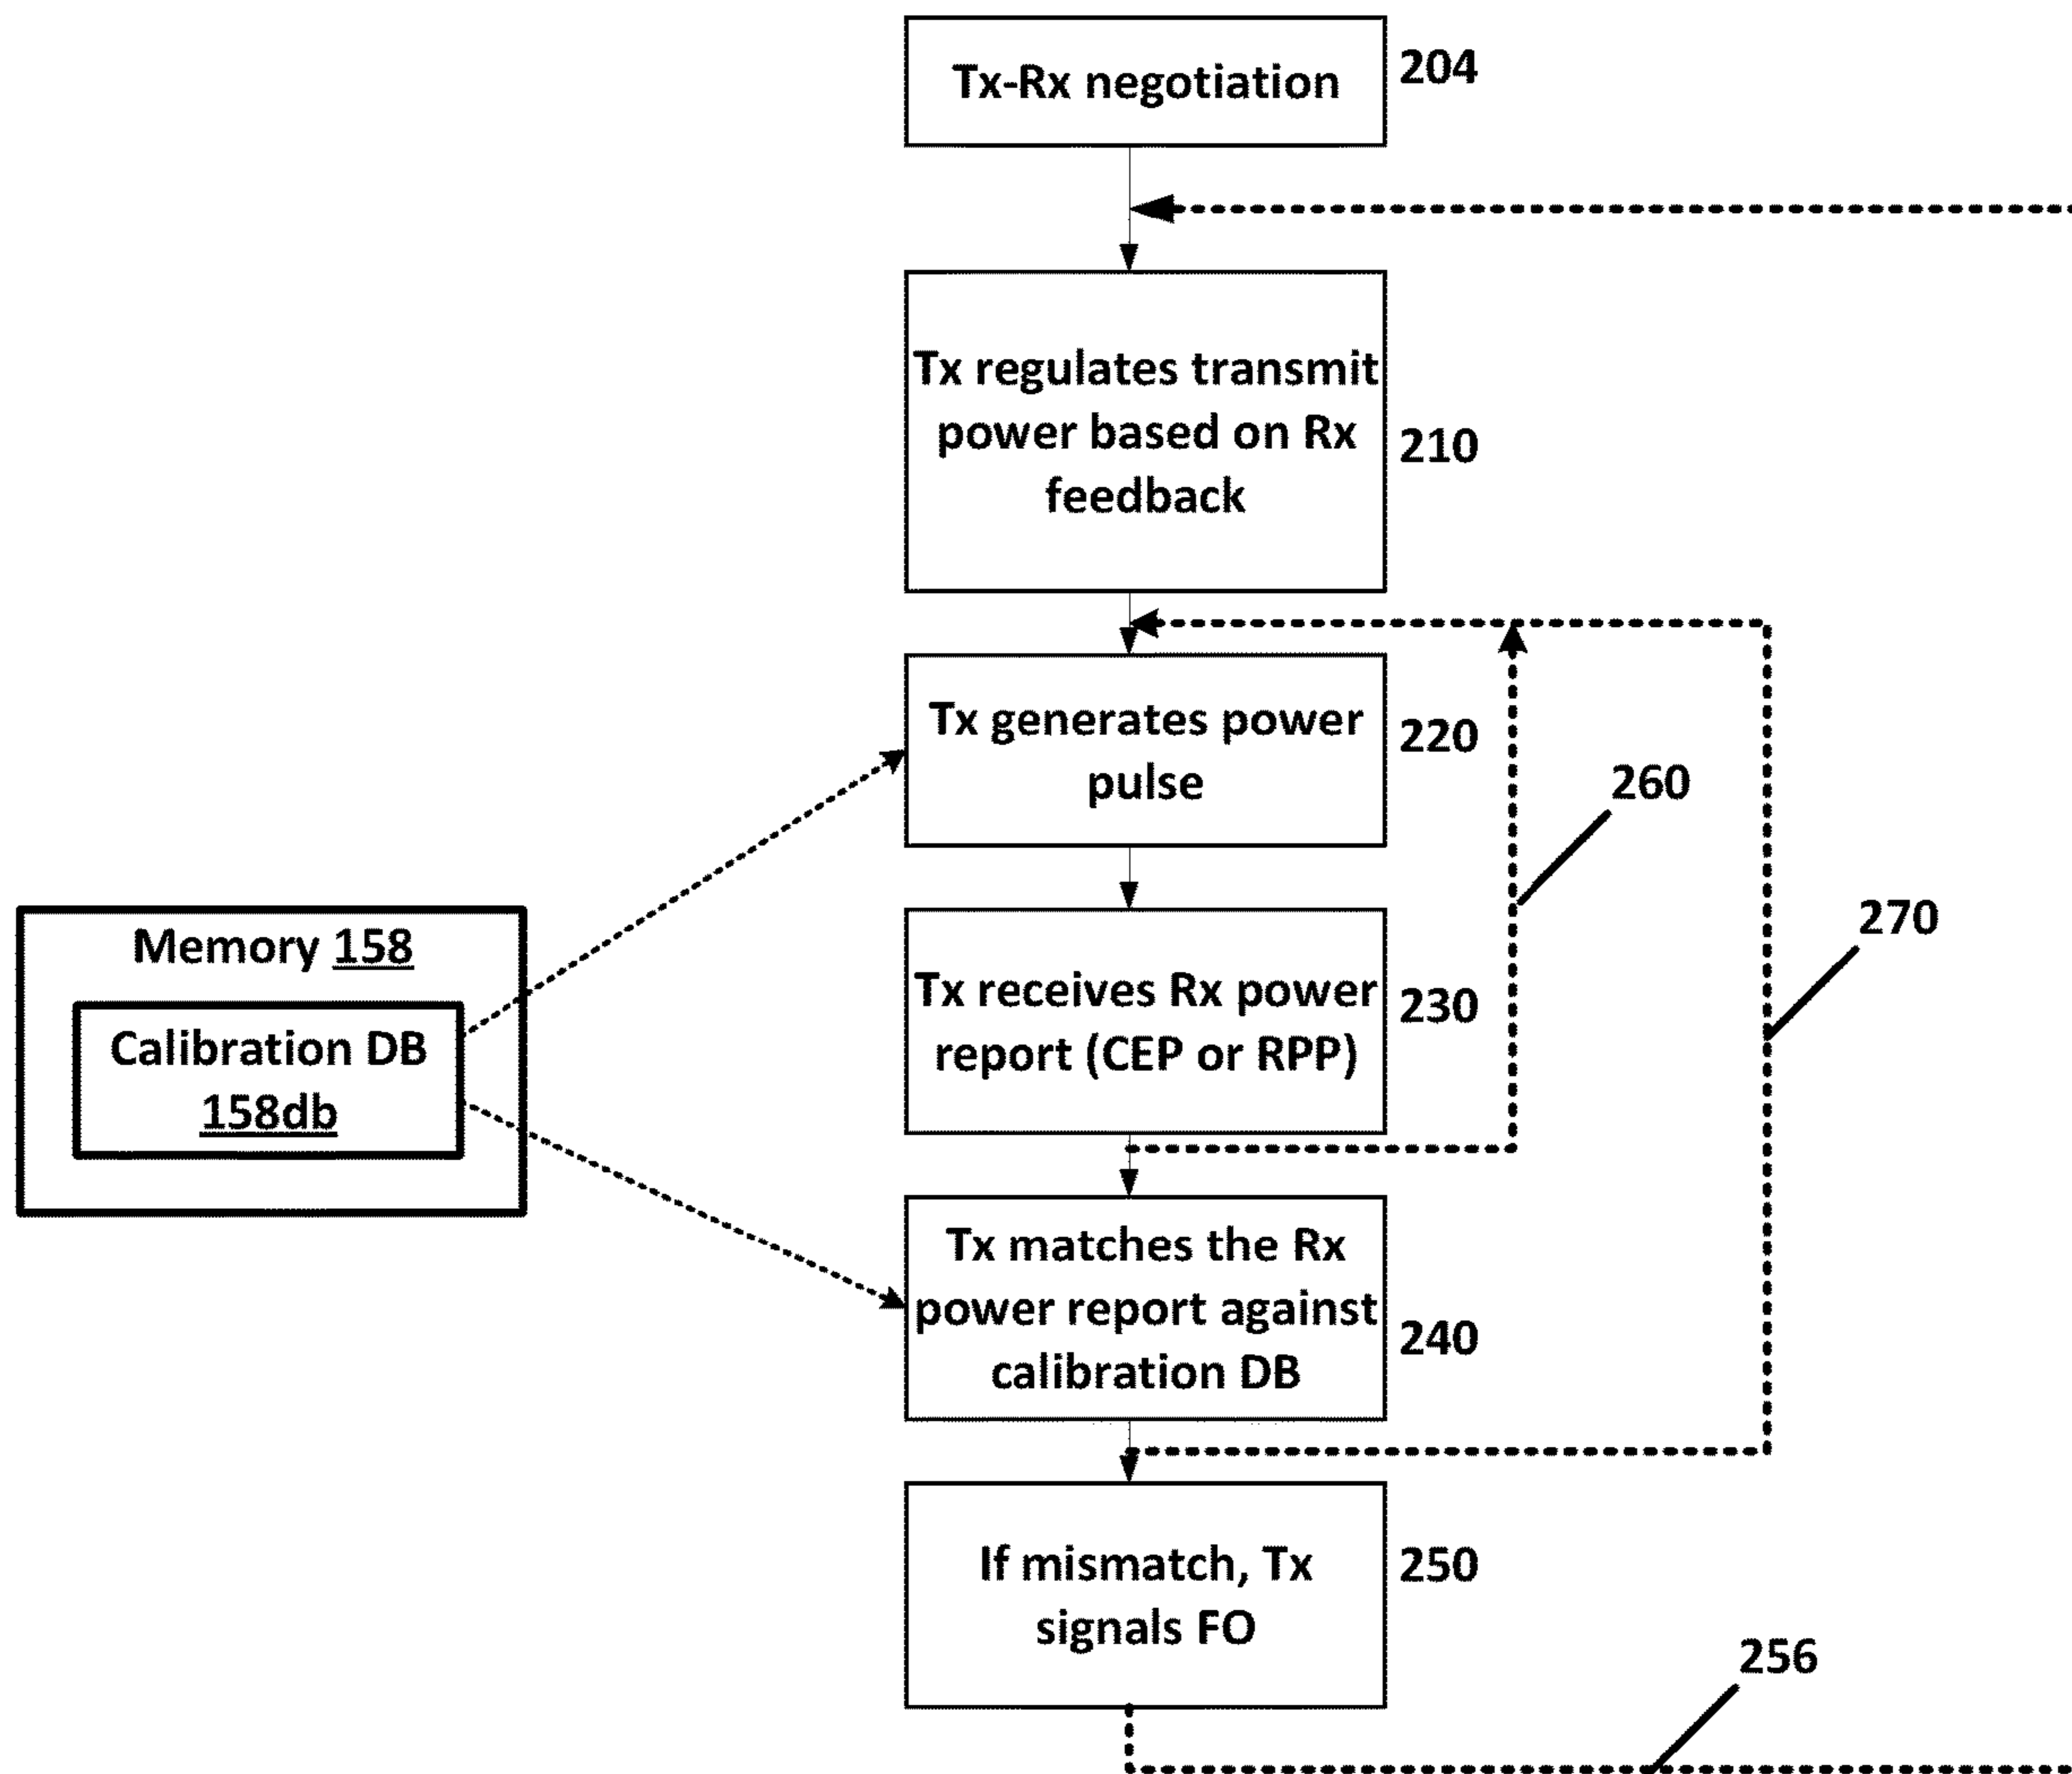 Tx-Rx negotiation
204
Tx regulates transmit
power based on Rx
feedback
210
Tx generates power
pulse
220
260
270
Memory 158
Calibration DB
158db
Tx receives Rx power
report (CEP or RPP)
230
Tx matches the Rx
power report against
calibration DB
240
If mismatch, Tx
signals FO
250
256